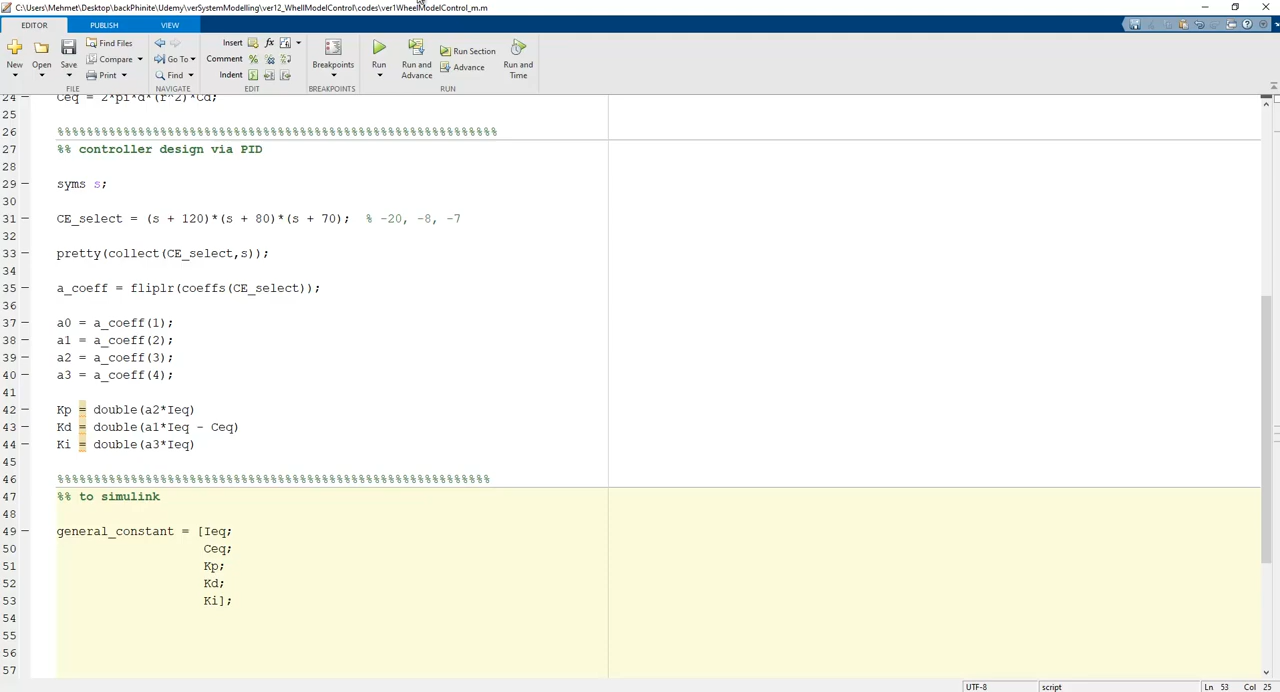 C:\Users\Mehmet\Desktop\backPhinite\Udemy\verSystemModelling\ver12_WhellModelControl\codes\ver1WheelModelControl_m.m
EDITOR PUBLISH VIEW
New Open Save Find Files Compare Print Go To Find Insert Comment Indent Breakpoints Run Run and Advance Run Section Advance Run and Time
FILE NAVIGATE EDIT BREAKPOINTS RUN
24 Ceq = 2*pi*d*(r^2)*Cd;
25
26 %%%%%%%%%%%%%%%%%%%%%%%%%%%%%%%%%%%%%%%%%%%%%%%%%%%%%%%%%%%%
27 %% controller design via PID
28
29 syms s;
30
31 CE_select = (s + 120)*(s + 80)*(s + 70); % -20, -8, -7
32
33 pretty(collect(CE_select,s));
34
35 a_coeff = fliplr(coeffs(CE_select));
36
37 a0 = a_coeff(1);
38 a1 = a_coeff(2);
39 a2 = a_coeff(3);
40 a3 = a_coeff(4);
41
42 Kp = double(a2*Ieq)
43 Kd = double(a1*Ieq - Ceq)
44 Ki = double(a3*Ieq)
45
46 %%%%%%%%%%%%%%%%%%%%%%%%%%%%%%%%%%%%%%%%%%%%%%%%%%%%%%%%%%%
47 %% to simulink
48
49 general_constant = [Ieq;
50 Ceq;
51 Kp;
52 Kd;
53 Ki];
54
55
56
57
UTF-8 script Ln 53 Col 25